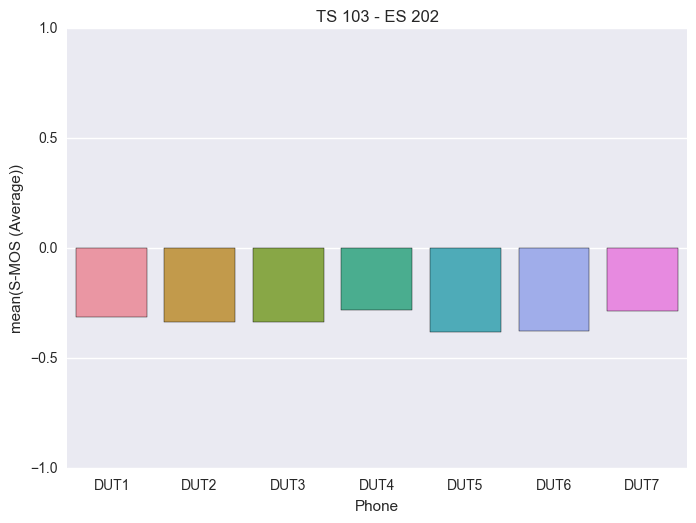 TS 103 - ES 202
1.0
0.5
0.0
−0.5
−1.0
mean(S-MOS (Average))
DUT1 DUT2 DUT3 DUT4 DUT5 DUT6 DUT7
Phone